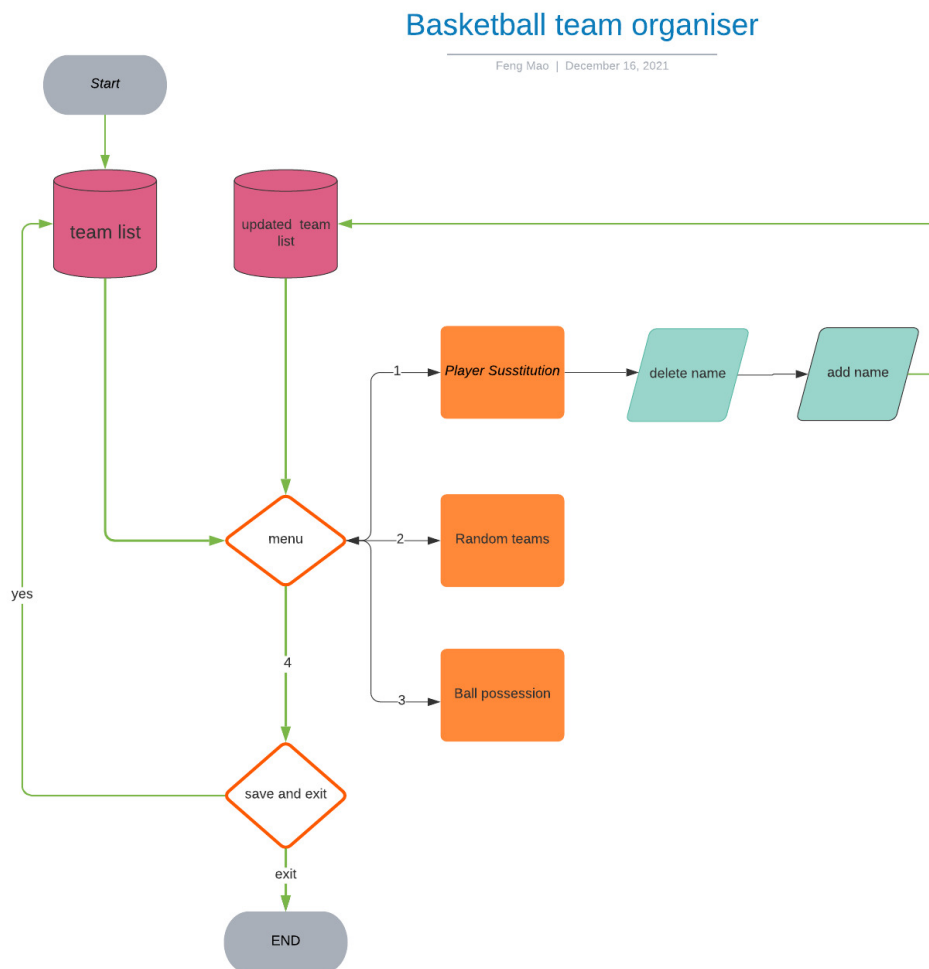 Basketball team organiser
Feng Mao | December 16, 2021
Start
team list
updated team
list
1
Player Susstitution
delete name
add name
menu
2
Random teams
yes
4
3
Ball possession
save and exit
exit
END